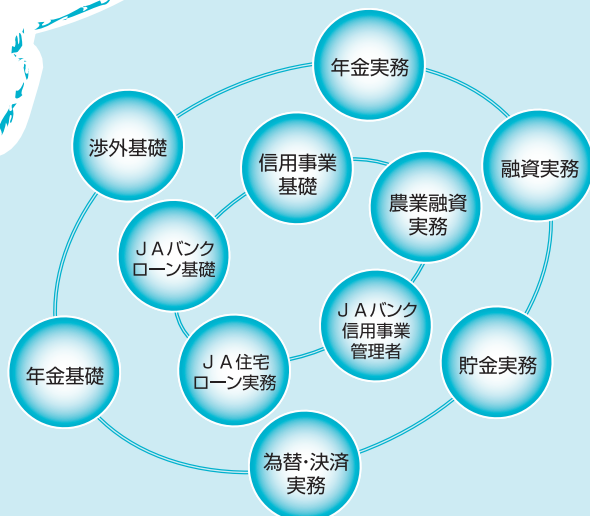 年金実務
渉外基礎
信用事業
基礎
融資実務
農業融資
実務
ＪＡバンク
ローン基礎
ＪＡバンク
信用事業
管理者
ＪＡ住宅
ローン実務
年金基礎
貯金実務
為替・決済
実務